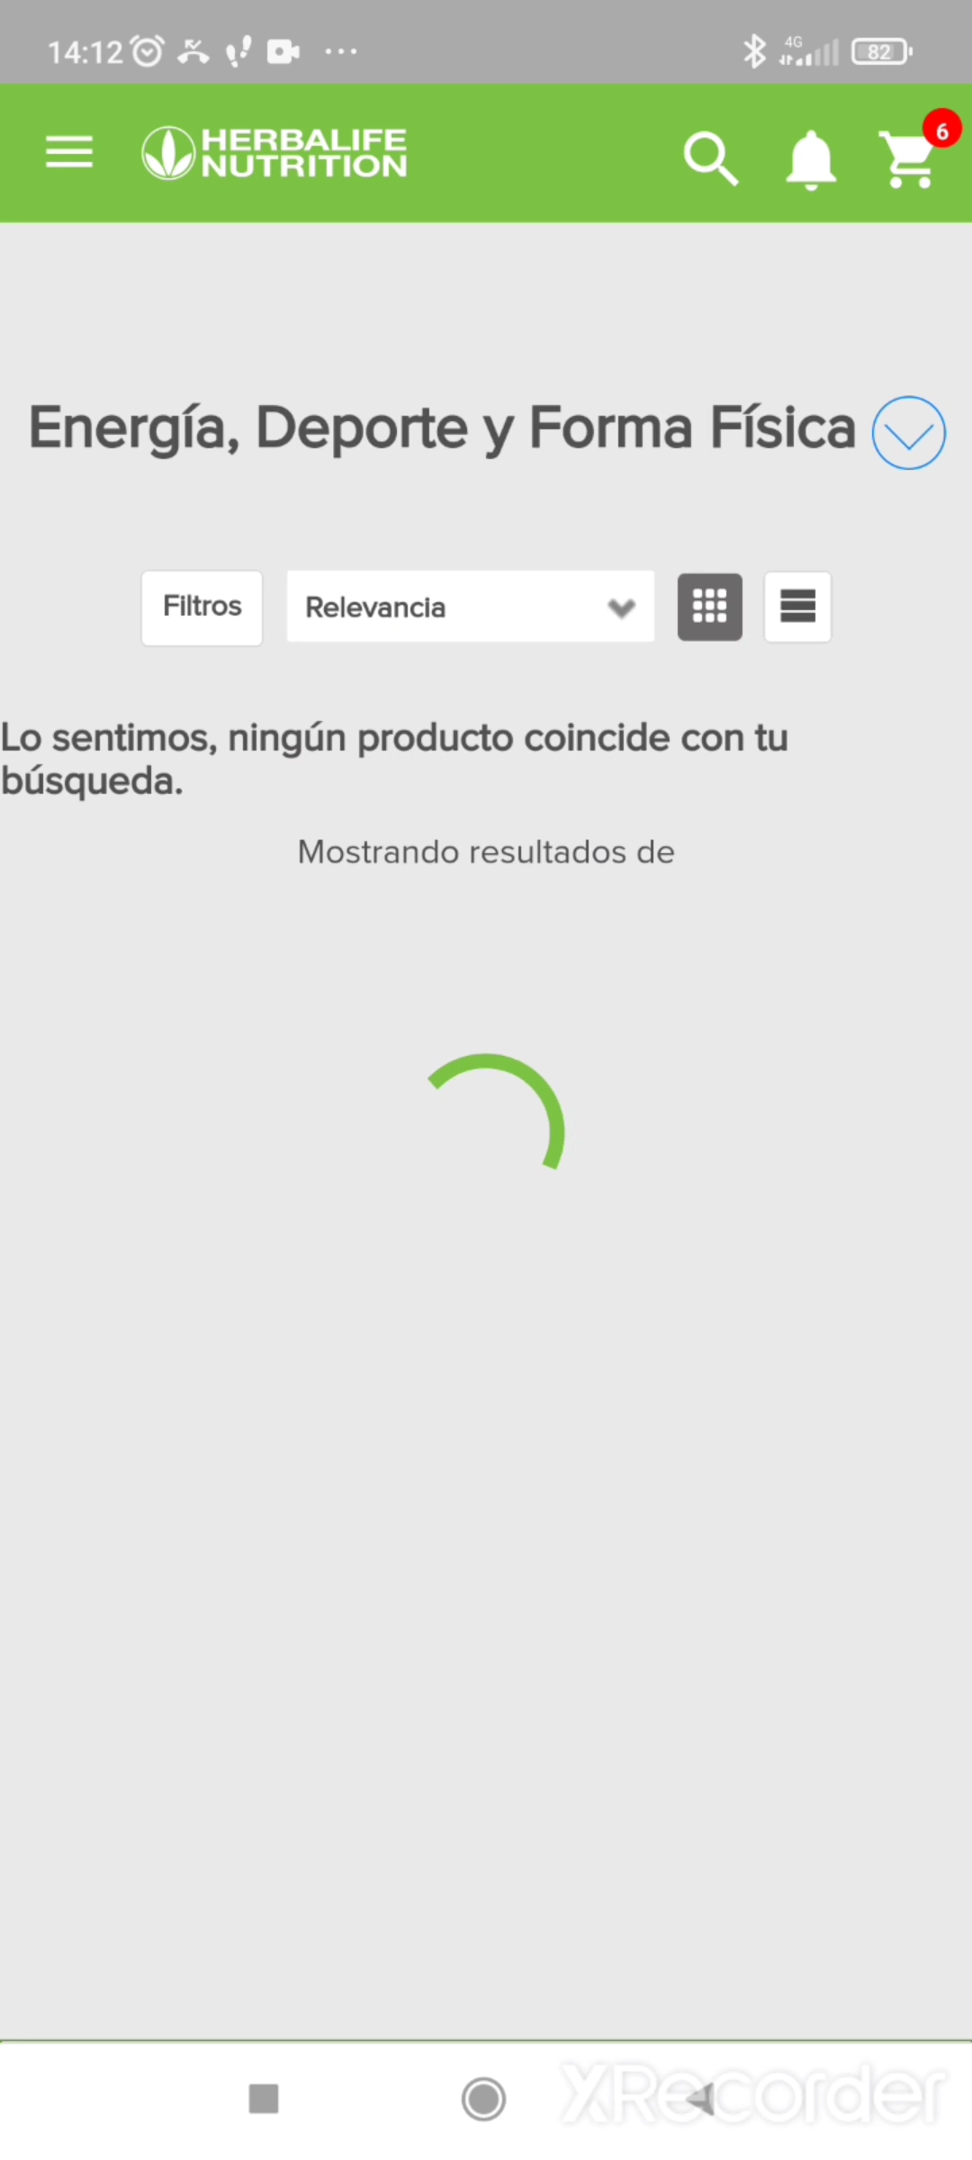 14:12
4G
82
HERBALIFE
NUTRITION
6
Energía, Deporte y Forma Física
Filtros
Relevancia
Lo sentimos, ningún producto coincide con tu
búsqueda.
Mostrando resultados de
XRecorder